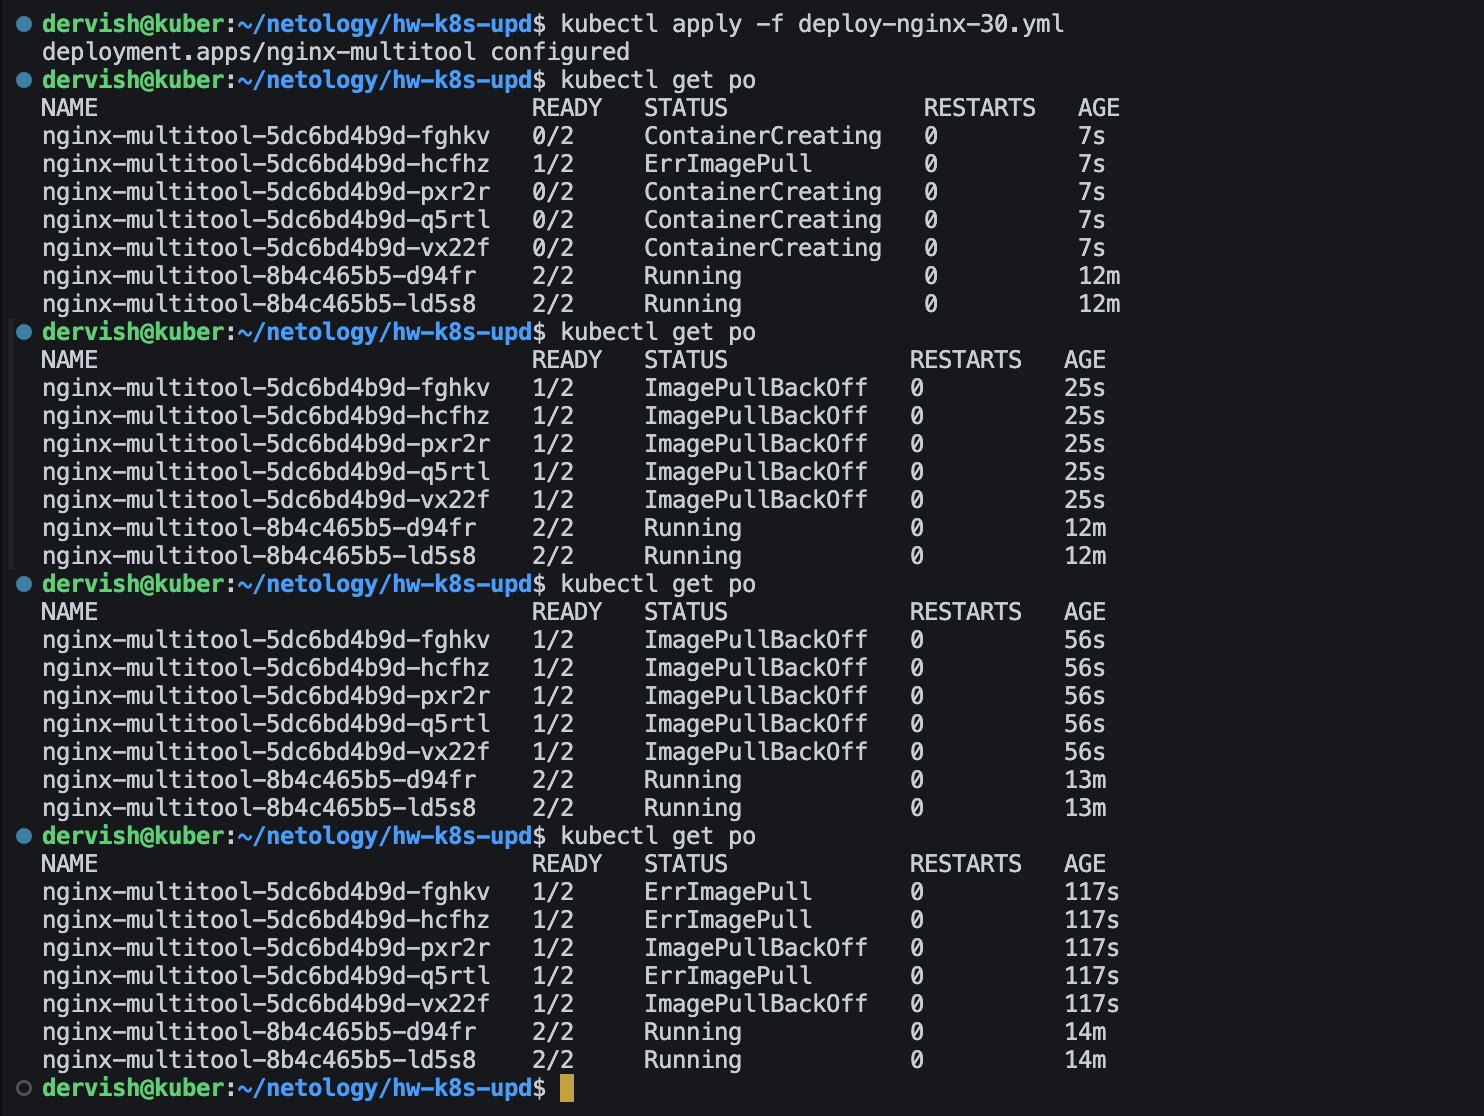 dervish@kuber:~/netology/hw-k8s-upd$ kubectl apply -f deploy-nginx-30.yml
deployment.apps/nginx-multitool configured
dervish@kuber:~/netology/hw-k8s-upd$ kubectl get po
NAME                               READY   STATUS              RESTARTS   AGE
nginx-multitool-5dc6bd4b9d-fghkv   0/2     ContainerCreating   0          7s
nginx-multitool-5dc6bd4b9d-hcfhz   1/2     ErrImagePull        0          7s
nginx-multitool-5dc6bd4b9d-pxr2r   0/2     ContainerCreating   0          7s
nginx-multitool-5dc6bd4b9d-q5rtl   0/2     ContainerCreating   0          7s
nginx-multitool-5dc6bd4b9d-vx22f   0/2     ContainerCreating   0          7s
nginx-multitool-8b4c465b5-d94fr    2/2     Running             0          12m
nginx-multitool-8b4c465b5-ld5s8    2/2     Running             0          12m
dervish@kuber:~/netology/hw-k8s-upd$ kubectl get po
NAME                               READY   STATUS             RESTARTS   AGE
nginx-multitool-5dc6bd4b9d-fghkv   1/2     ImagePullBackOff   0          25s
nginx-multitool-5dc6bd4b9d-hcfhz   1/2     ImagePullBackOff   0          25s
nginx-multitool-5dc6bd4b9d-pxr2r   1/2     ImagePullBackOff   0          25s
nginx-multitool-5dc6bd4b9d-q5rtl   1/2     ImagePullBackOff   0          25s
nginx-multitool-5dc6bd4b9d-vx22f   1/2     ImagePullBackOff   0          25s
nginx-multitool-8b4c465b5-d94fr    2/2     Running            0          12m
nginx-multitool-8b4c465b5-ld5s8    2/2     Running            0          12m
dervish@kuber:~/netology/hw-k8s-upd$ kubectl get po
NAME                               READY   STATUS             RESTARTS   AGE
nginx-multitool-5dc6bd4b9d-fghkv   1/2     ImagePullBackOff   0          56s
nginx-multitool-5dc6bd4b9d-hcfhz   1/2     ImagePullBackOff   0          56s
nginx-multitool-5dc6bd4b9d-pxr2r   1/2     ImagePullBackOff   0          56s
nginx-multitool-5dc6bd4b9d-q5rtl   1/2     ImagePullBackOff   0          56s
nginx-multitool-5dc6bd4b9d-vx22f   1/2     ImagePullBackOff   0          56s
nginx-multitool-8b4c465b5-d94fr    2/2     Running            0          13m
nginx-multitool-8b4c465b5-ld5s8    2/2     Running            0          13m
dervish@kuber:~/netology/hw-k8s-upd$ kubectl get po
NAME                               READY   STATUS             RESTARTS   AGE
nginx-multitool-5dc6bd4b9d-fghkv   1/2     ErrImagePull       0          117s
nginx-multitool-5dc6bd4b9d-hcfhz   1/2     ErrImagePull       0          117s
nginx-multitool-5dc6bd4b9d-pxr2r   1/2     ImagePullBackOff   0          117s
nginx-multitool-5dc6bd4b9d-q5rtl   1/2     ErrImagePull       0          117s
nginx-multitool-5dc6bd4b9d-vx22f   1/2     ImagePullBackOff   0          117s
nginx-multitool-8b4c465b5-d94fr    2/2     Running            0          14m
nginx-multitool-8b4c465b5-ld5s8    2/2     Running            0          14m
dervish@kuber:~/netology/hw-k8s-upd$